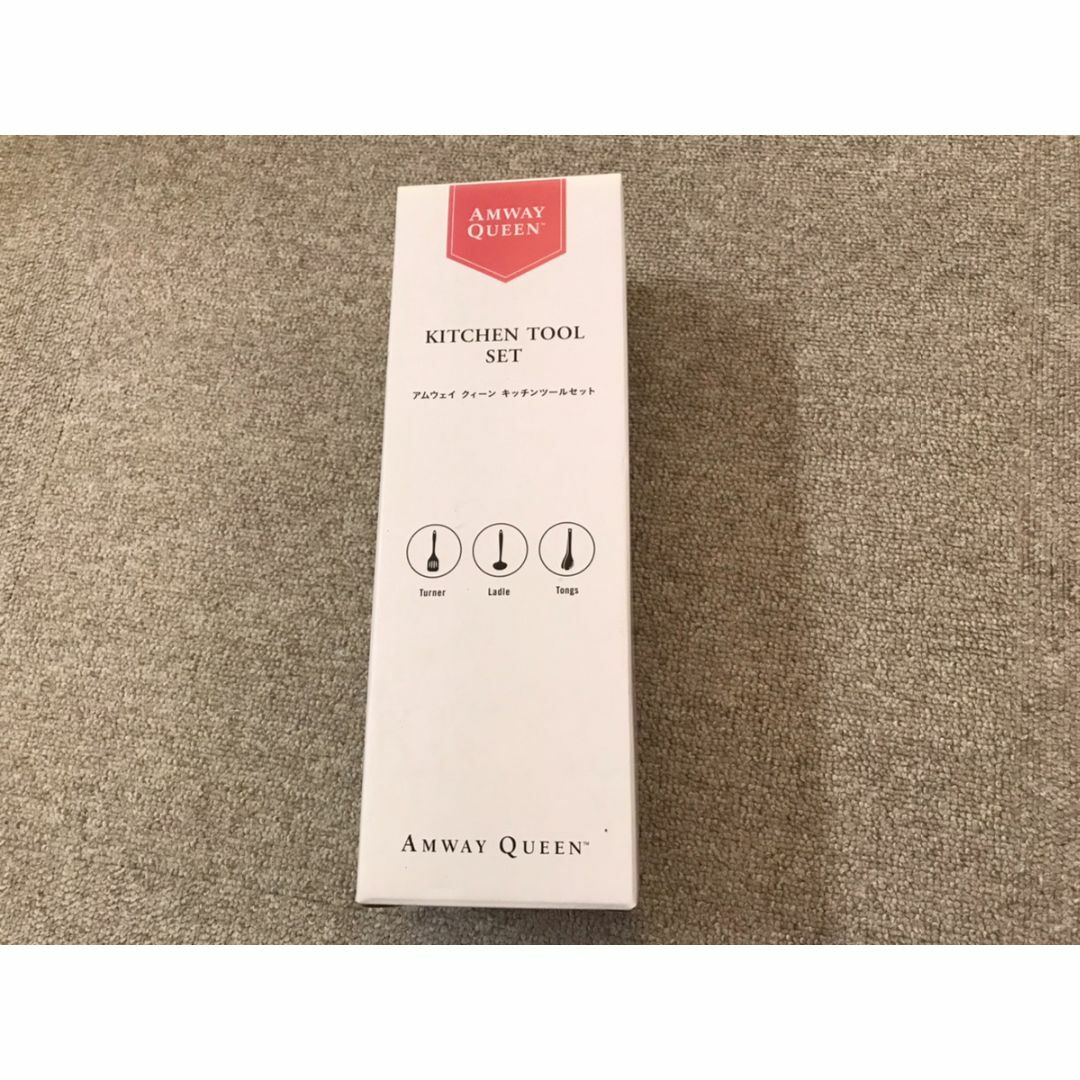 AMWAY
QUEEN™
KITCHEN TOOL
SET
アムウェイ クィーン キッチンツールセット
Turner
Ladle
Tongs
AMWAY QUEEN™